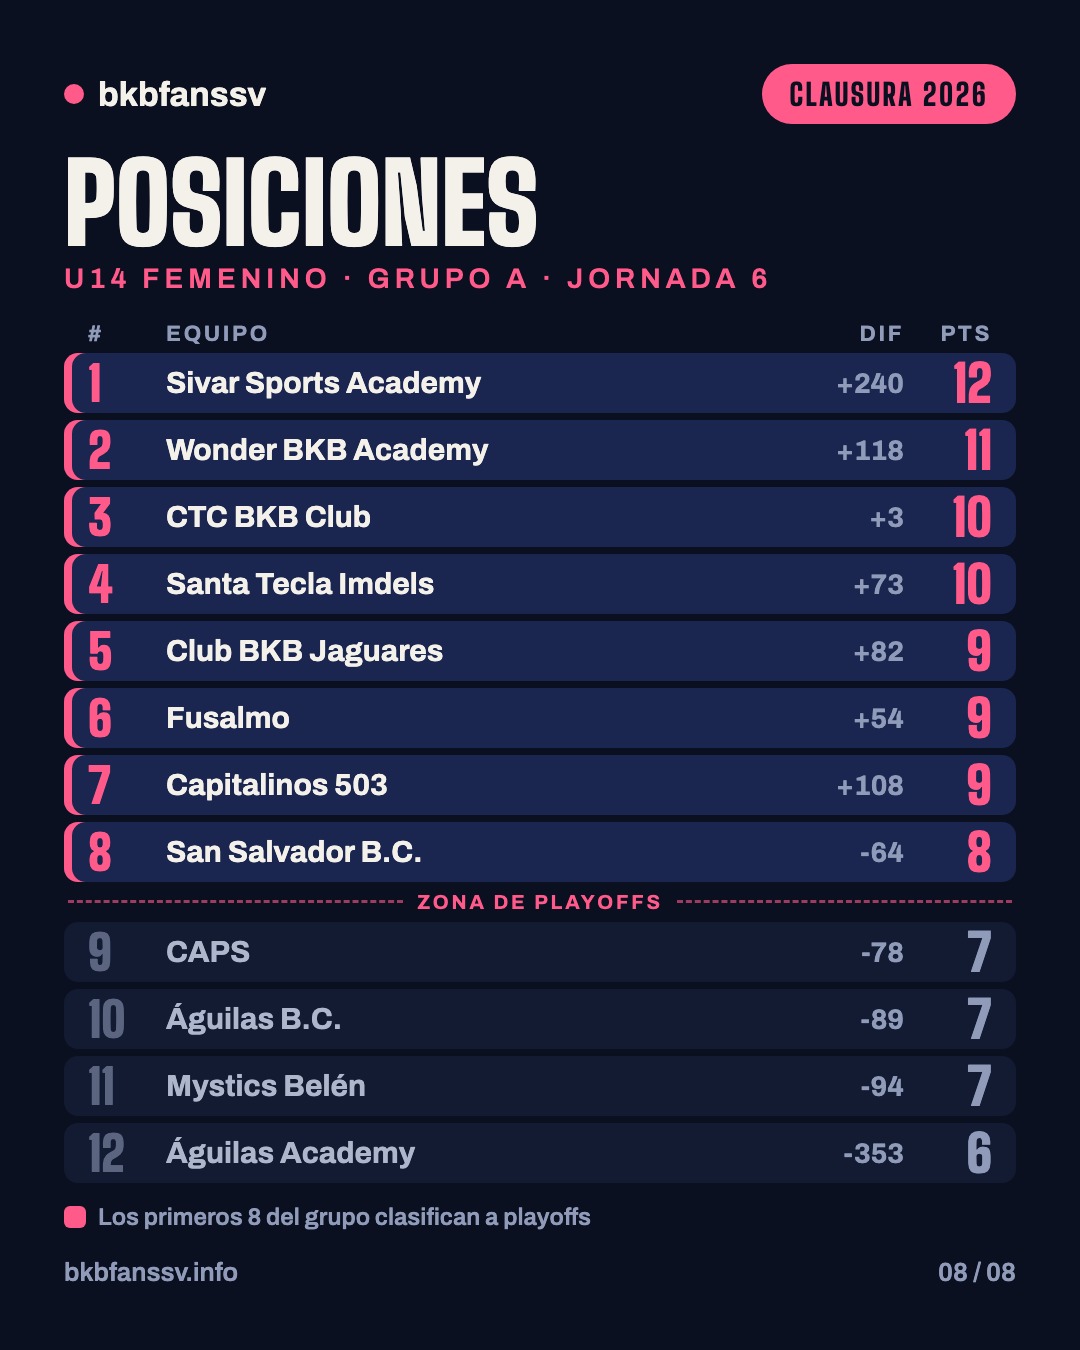 bkbfanssv
CLAUSURA 2026
POSICIONES
U14 FEMENINO · GRUPO A · JORNADA 6
# EQUIPO DIF PTS
1 Sivar Sports Academy +240 12
2 Wonder BKB Academy +118 11
3 CTC BKB Club +3 10
4 Santa Tecla Imdels +73 10
5 Club BKB Jaguares +82 9
6 Fusalmo +54 9
7 Capitalinos 503 +108 9
8 San Salvador B.C. -64 8
ZONA DE PLAYOFFS
9 CAPS -78 7
10 Águilas B.C. -89 7
11 Mystics Belén -94 7
12 Águilas Academy -353 6
Los primeros 8 del grupo clasifican a playoffs
bkbfanssv.info 08 / 08